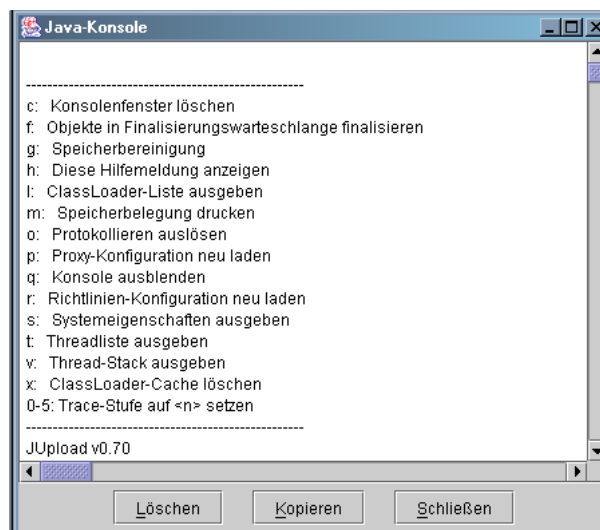 Java-Konsole
----------------------------------------------------
c: Konsolenfenster löschen
f: Objekte in Finalisierungswarteschlange finalisieren
g: Speicherbereinigung
h: Diese Hilfemeldung anzeigen
l: ClassLoader-Liste ausgeben
m: Speicherbelegung drucken
o: Protokollieren auslösen
p: Proxy-Konfiguration neu laden
q: Konsole ausblenden
r: Richtlinien-Konfiguration neu laden
s: Systemeigenschaften ausgeben
t: Threadliste ausgeben
v: Thread-Stack ausgeben
x: ClassLoader-Cache löschen
0-5: Trace-Stufe auf <n> setzen
----------------------------------------------------
JUpload v0.70
Löschen Kopieren Schließen